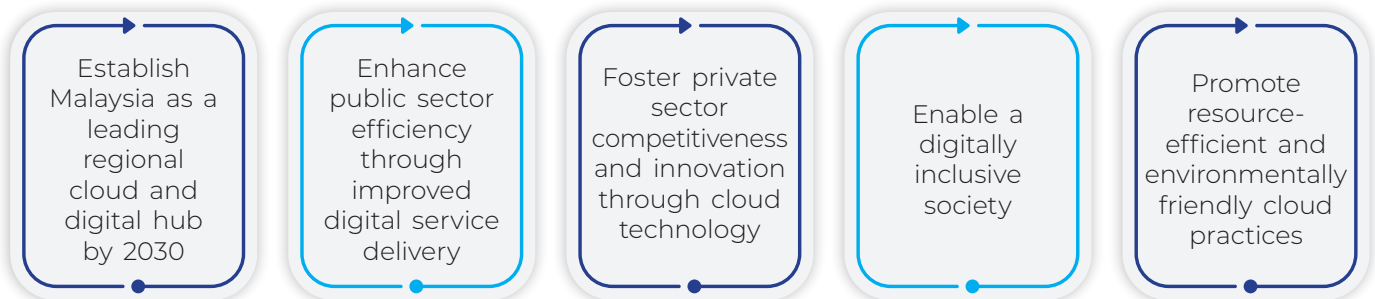 Establish
Malaysia as a
leading
regional
cloud and
digital hub
by 2030
Enhance
public sector
efficiency
through
improved
digital service
delivery
Foster private
sector
competitiveness
and innovation
through cloud
technology
Enable a
digitally
inclusive
society
Promote
resource-
efficient and
environmentally
friendly cloud
practices